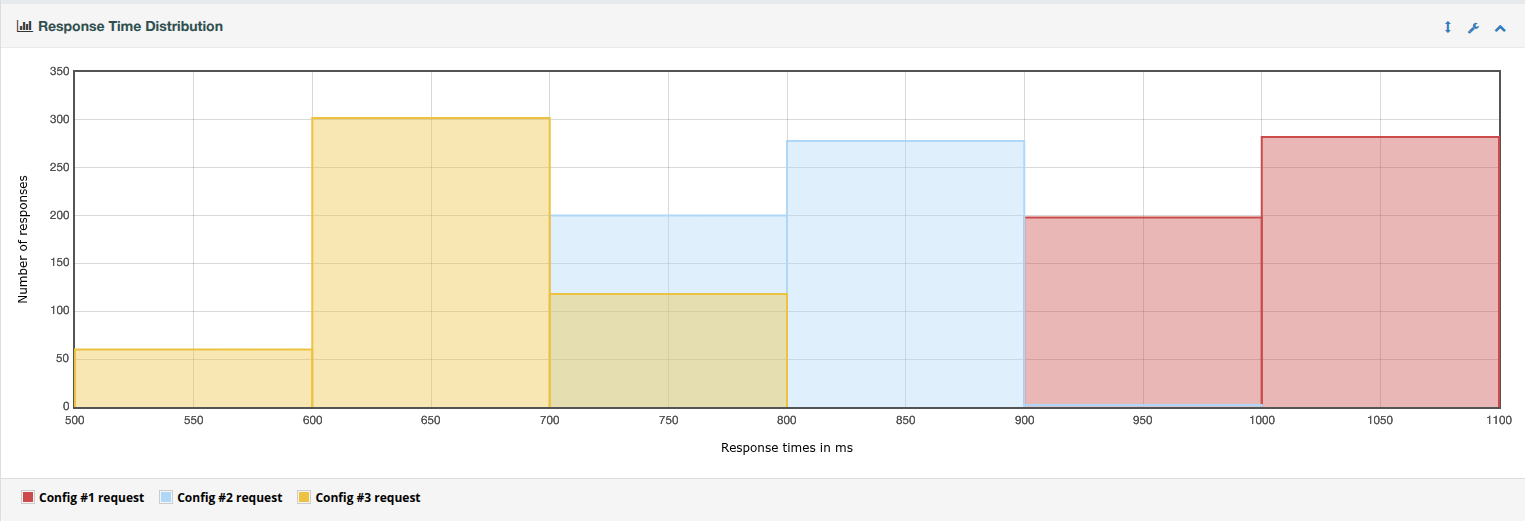 Response Time Distribution
350
300
250
200
150
100
50
0
Number of responses
500 550 600 650 700 750 800 850 900 950 1000 1050 1100
Response times in ms
Config #1 request Config #2 request Config #3 request